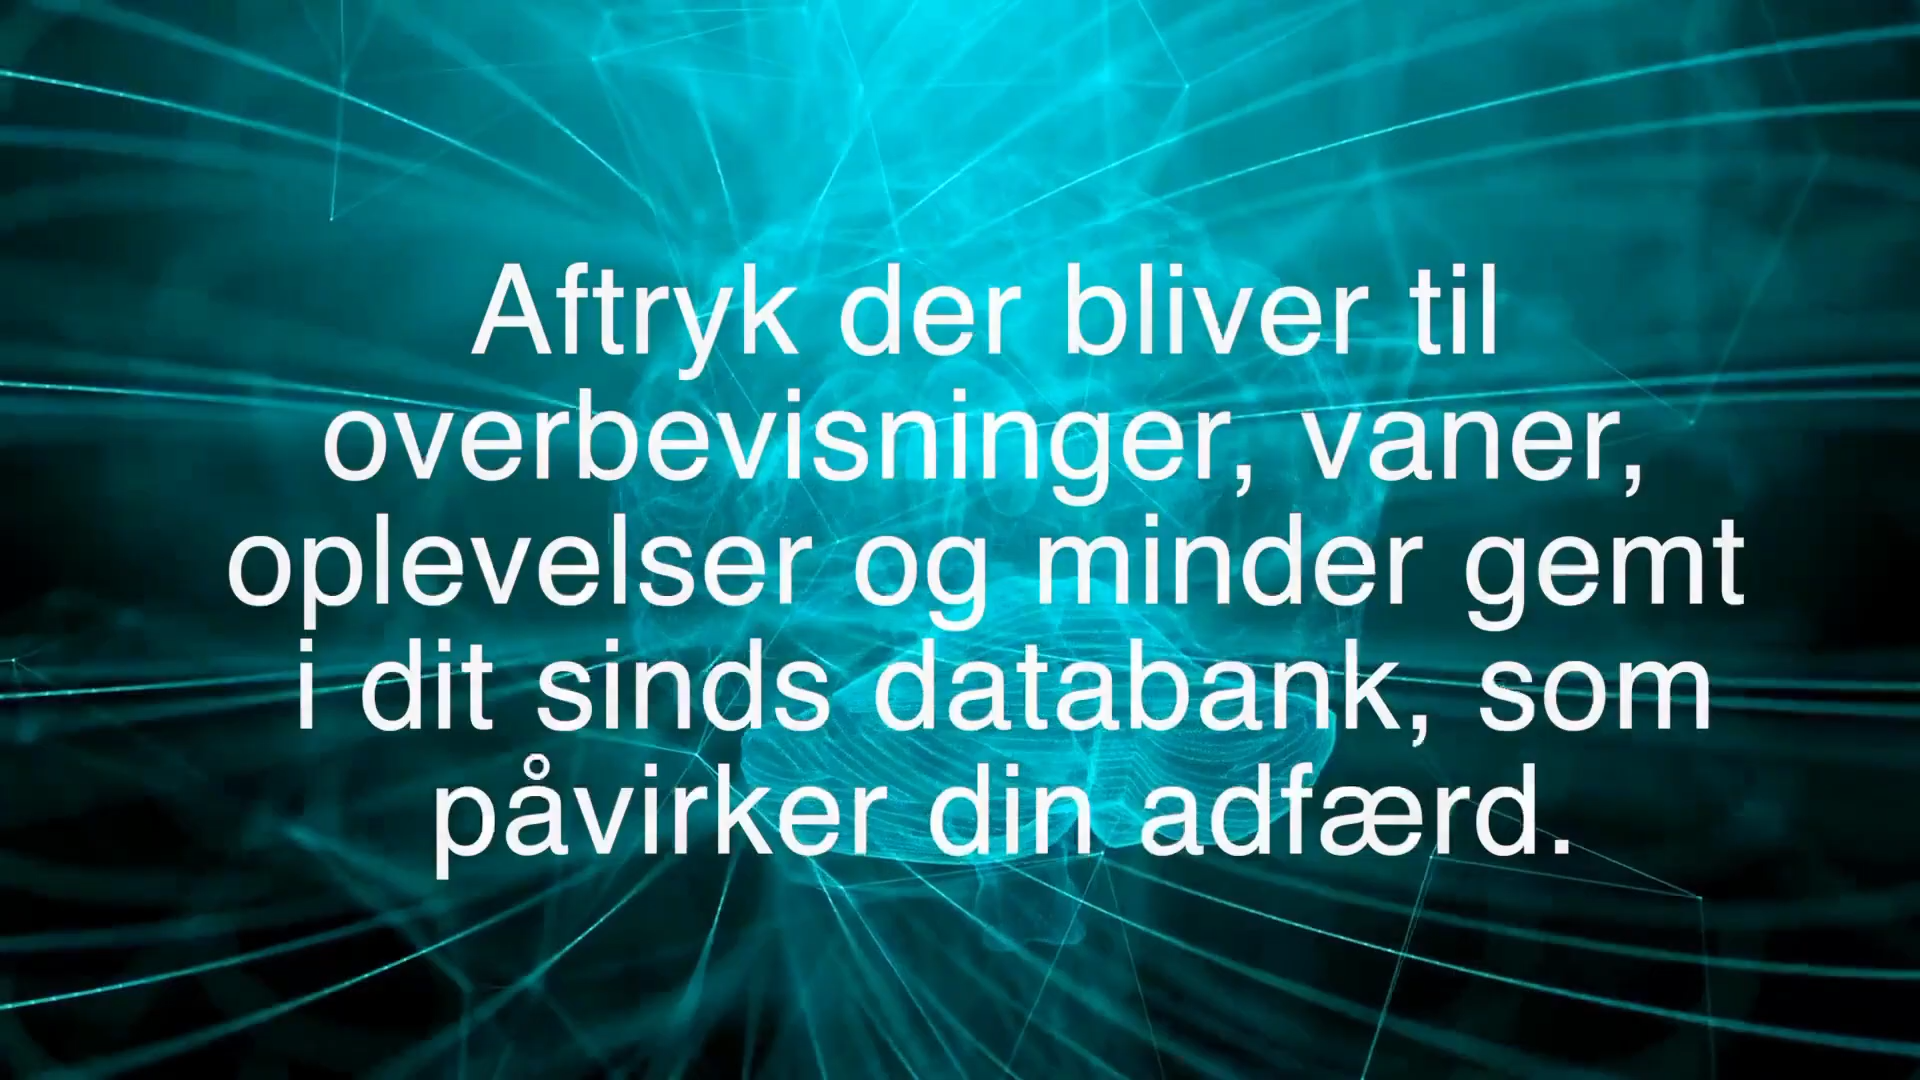 Aftryk der bliver til
overbevisninger, vaner,
oplevelser og minder gemt
i dit sinds databank, som
påvirker din adfærd.